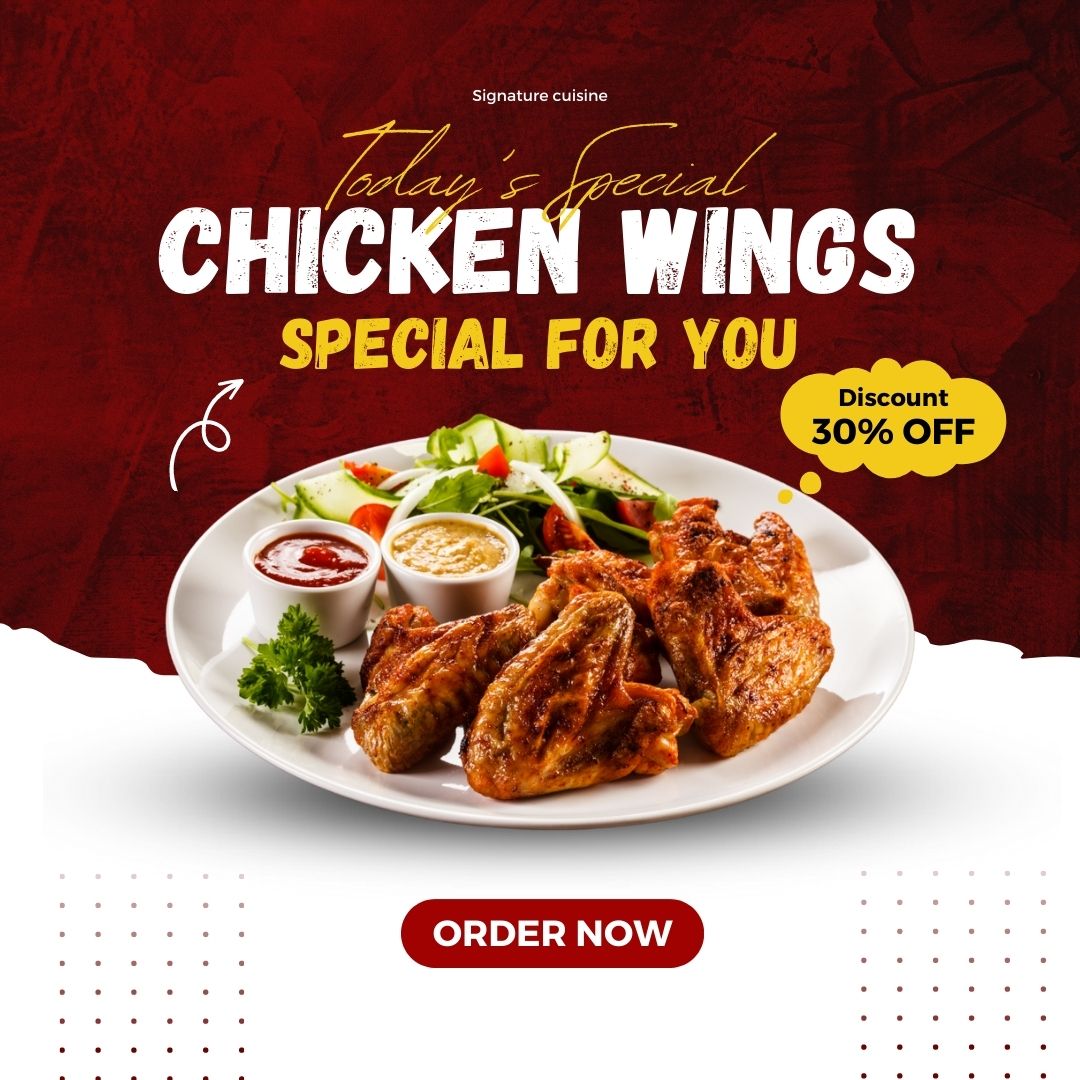 Signature cuisine
Today's Special
CHICKEN WINGS
SPECIAL FOR YOU
Discount
30% OFF
ORDER NOW